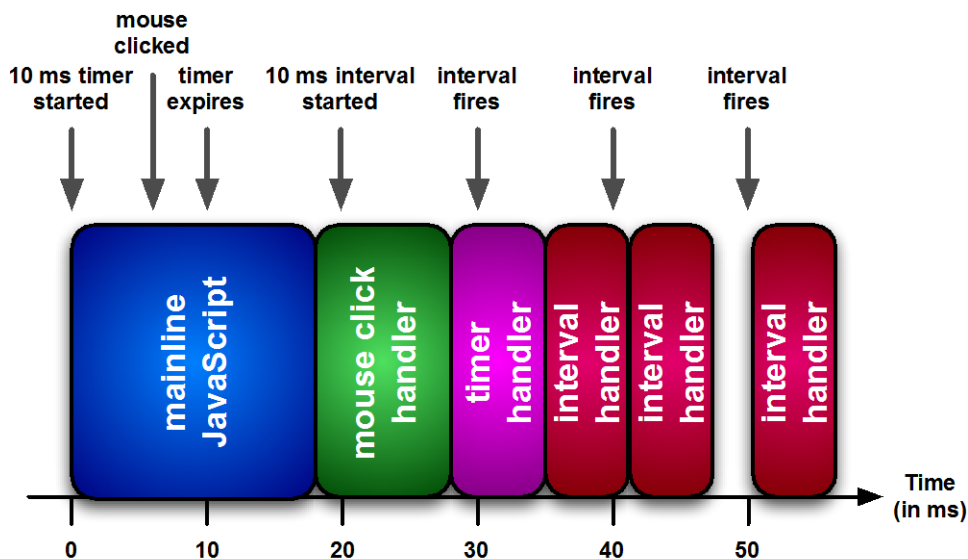 mouse
clicked
10 ms timer
started
timer
expires
10 ms interval
started
interval
fires
interval
fires
interval
fires
mainline
JavaScript
mouse click
handler
timer
handler
interval
handler
interval
handler
interval
handler
Time
(in ms)
0
10
20
30
40
50